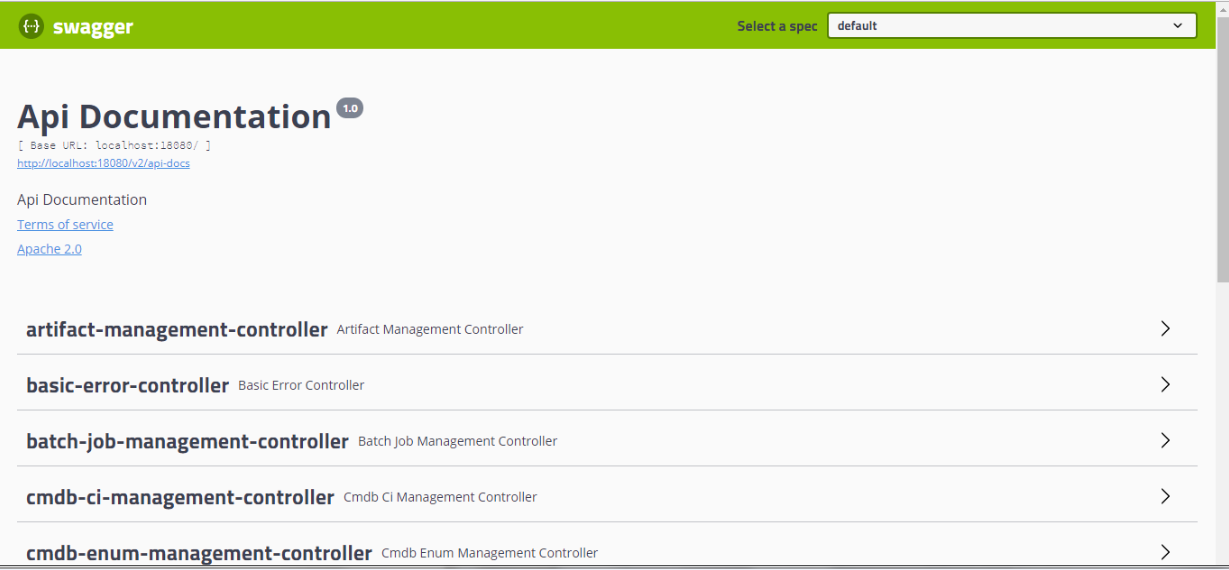 {···} swagger Select a spec default
Api Documentation 1.0
[ Base URL: localhost:18080/ ]
http://localhost:18080/v2/api-docs
Api Documentation
Terms of service
Apache 2.0
artifact-management-controller Artifact Management Controller
basic-error-controller Basic Error Controller
batch-job-management-controller Batch Job Management Controller
cmdb-ci-management-controller Cmdb Ci Management Controller
cmdb-enum-management-controller Cmdb Enum Management Controller